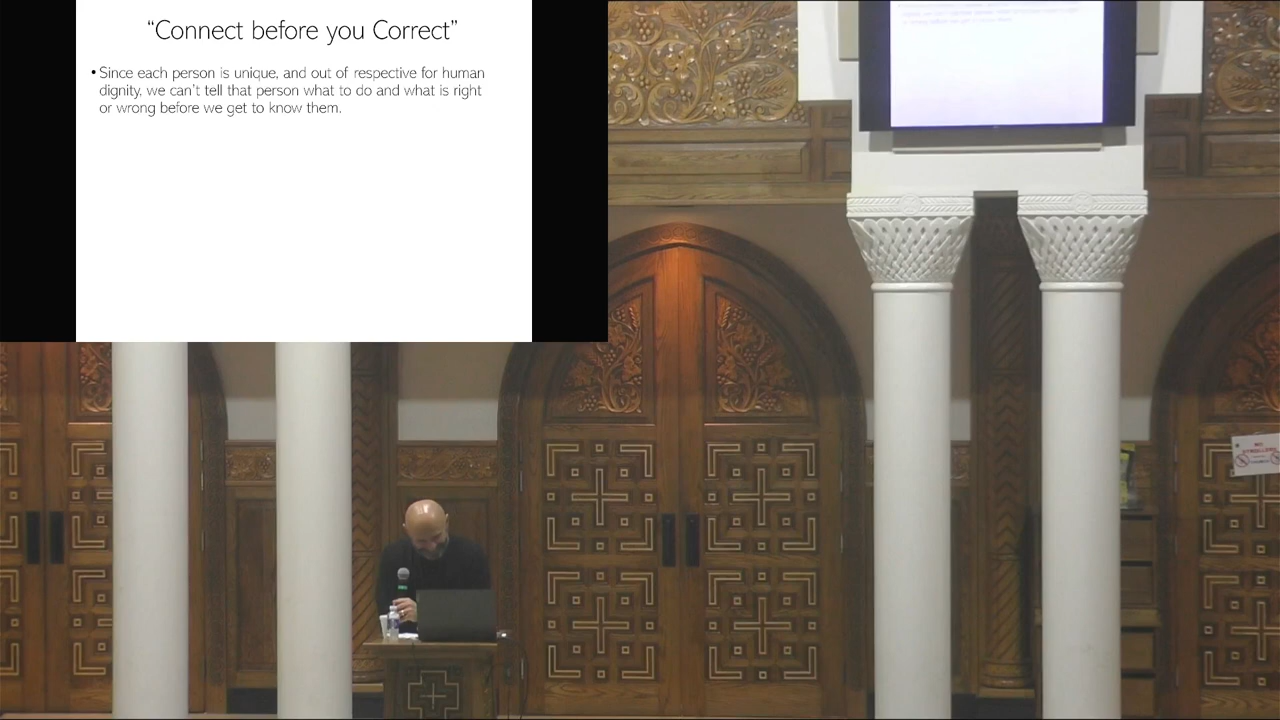 “Connect before you Correct”
• Since each person is unique, and out of respective for human
dignity, we can't tell that person what to do and what is right
or wrong before we get to know them.
NO